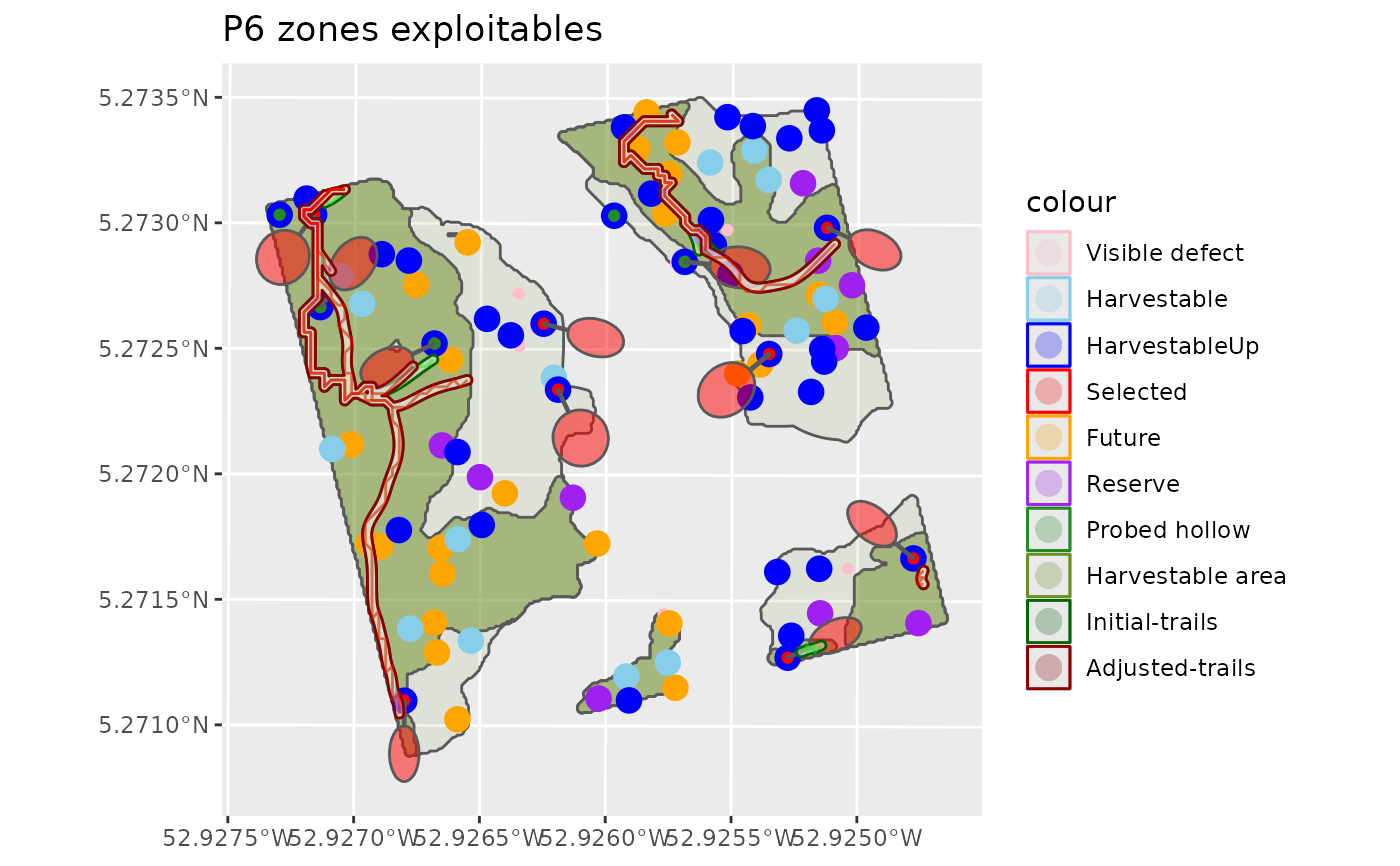 P6 zones exploitables
5.2735°N
5.2730°N
5.2725°N
5.2720°N
5.2715°N
5.2710°N
52.9275°W 52.9270°W 52.9265°W 52.9260°W 52.9255°W 52.9250°W
colour
Visible defect
Harvestable
HarvestableUp
Selected
Future
Reserve
Probed hollow
Harvestable area
Initial-trails
Adjusted-trails